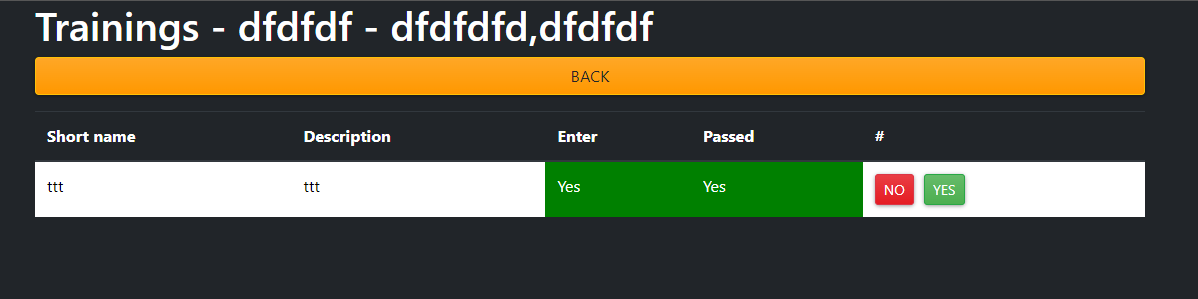 Trainings - dfdfdf - dfdfdfd,dfdfdf
BACK
Short name Description Enter Passed #
ttt ttt Yes Yes NO YES